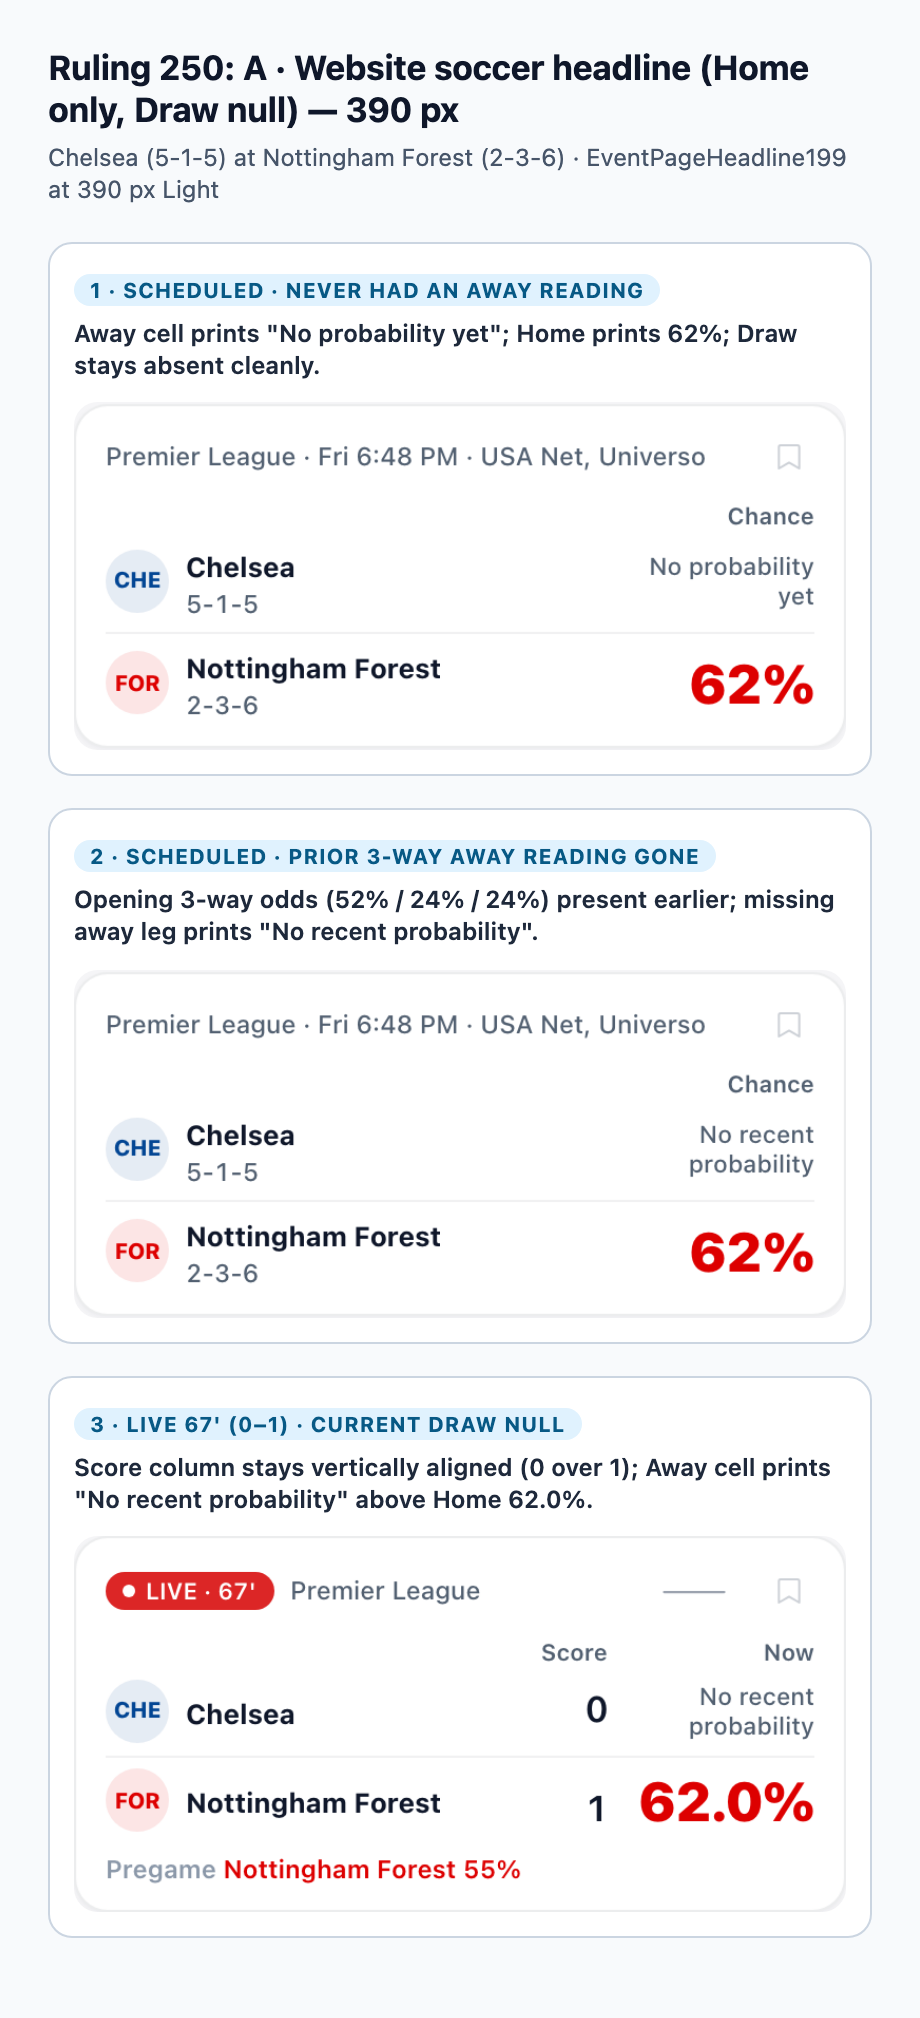 Ruling 250: A · Website soccer headline (Home
only, Draw null) — 390 px
Chelsea (5-1-5) at Nottingham Forest (2-3-6) · EventPageHeadline199
at 390 px Light
1 · SCHEDULED · NEVER HAD AN AWAY READING
Away cell prints "No probability yet"; Home prints 62%; Draw
stays absent cleanly.
Premier League · Fri 6:48 PM · USA Net, Universo
Chance
CHE Chelsea No probability
5-1-5 yet
FOR Nottingham Forest 62%
2-3-6
2 · SCHEDULED · PRIOR 3-WAY AWAY READING GONE
Opening 3-way odds (52% / 24% / 24%) present earlier; missing
away leg prints "No recent probability".
Premier League · Fri 6:48 PM · USA Net, Universo
Chance
CHE Chelsea No recent
5-1-5 probability
FOR Nottingham Forest 62%
2-3-6
3 · LIVE 67' (0–1) · CURRENT DRAW NULL
Score column stays vertically aligned (0 over 1); Away cell prints
"No recent probability" above Home 62.0%.
LIVE · 67' Premier League
Score Now
CHE Chelsea 0 No recent
probability
FOR Nottingham Forest 1 62.0%
Pregame Nottingham Forest 55%